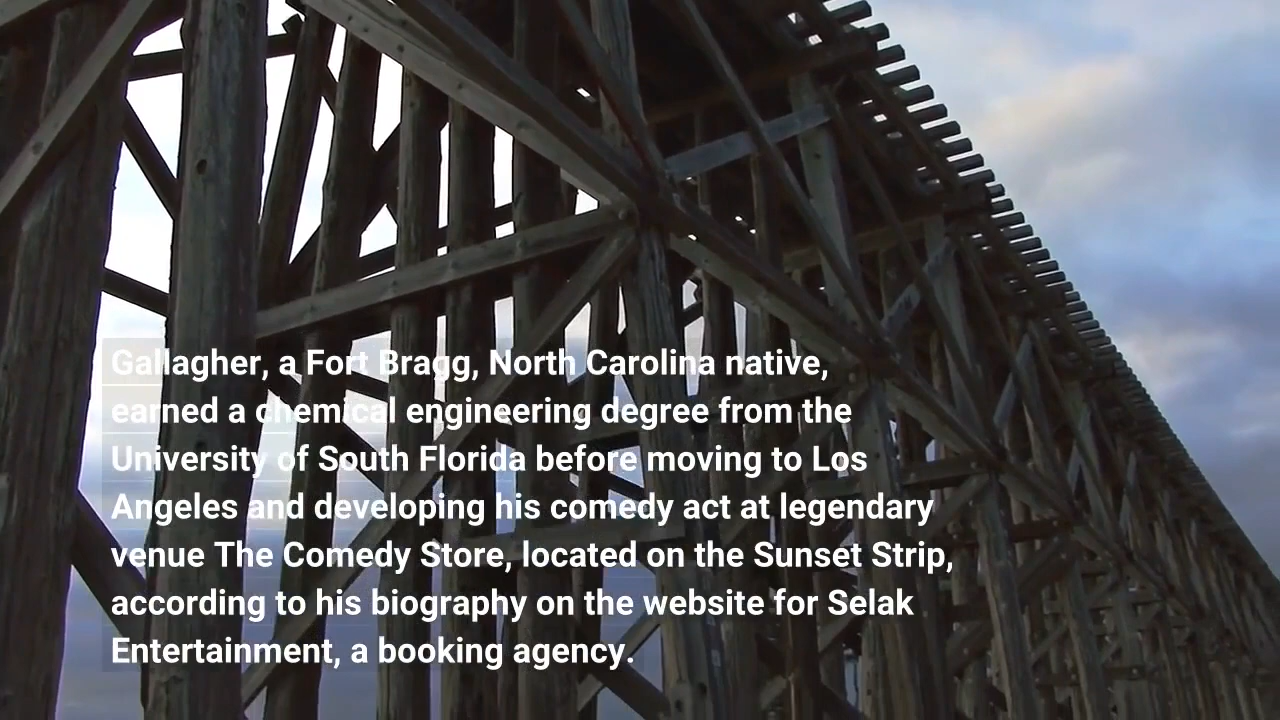 Gallagher, a Fort Bragg, North Carolina native,
earned a chemical engineering degree from the
University of South Florida before moving to Los
Angeles and developing his comedy act at legendary
venue The Comedy Store, located on the Sunset Strip,
according to his biography on the website for Selak
Entertainment, a booking agency.